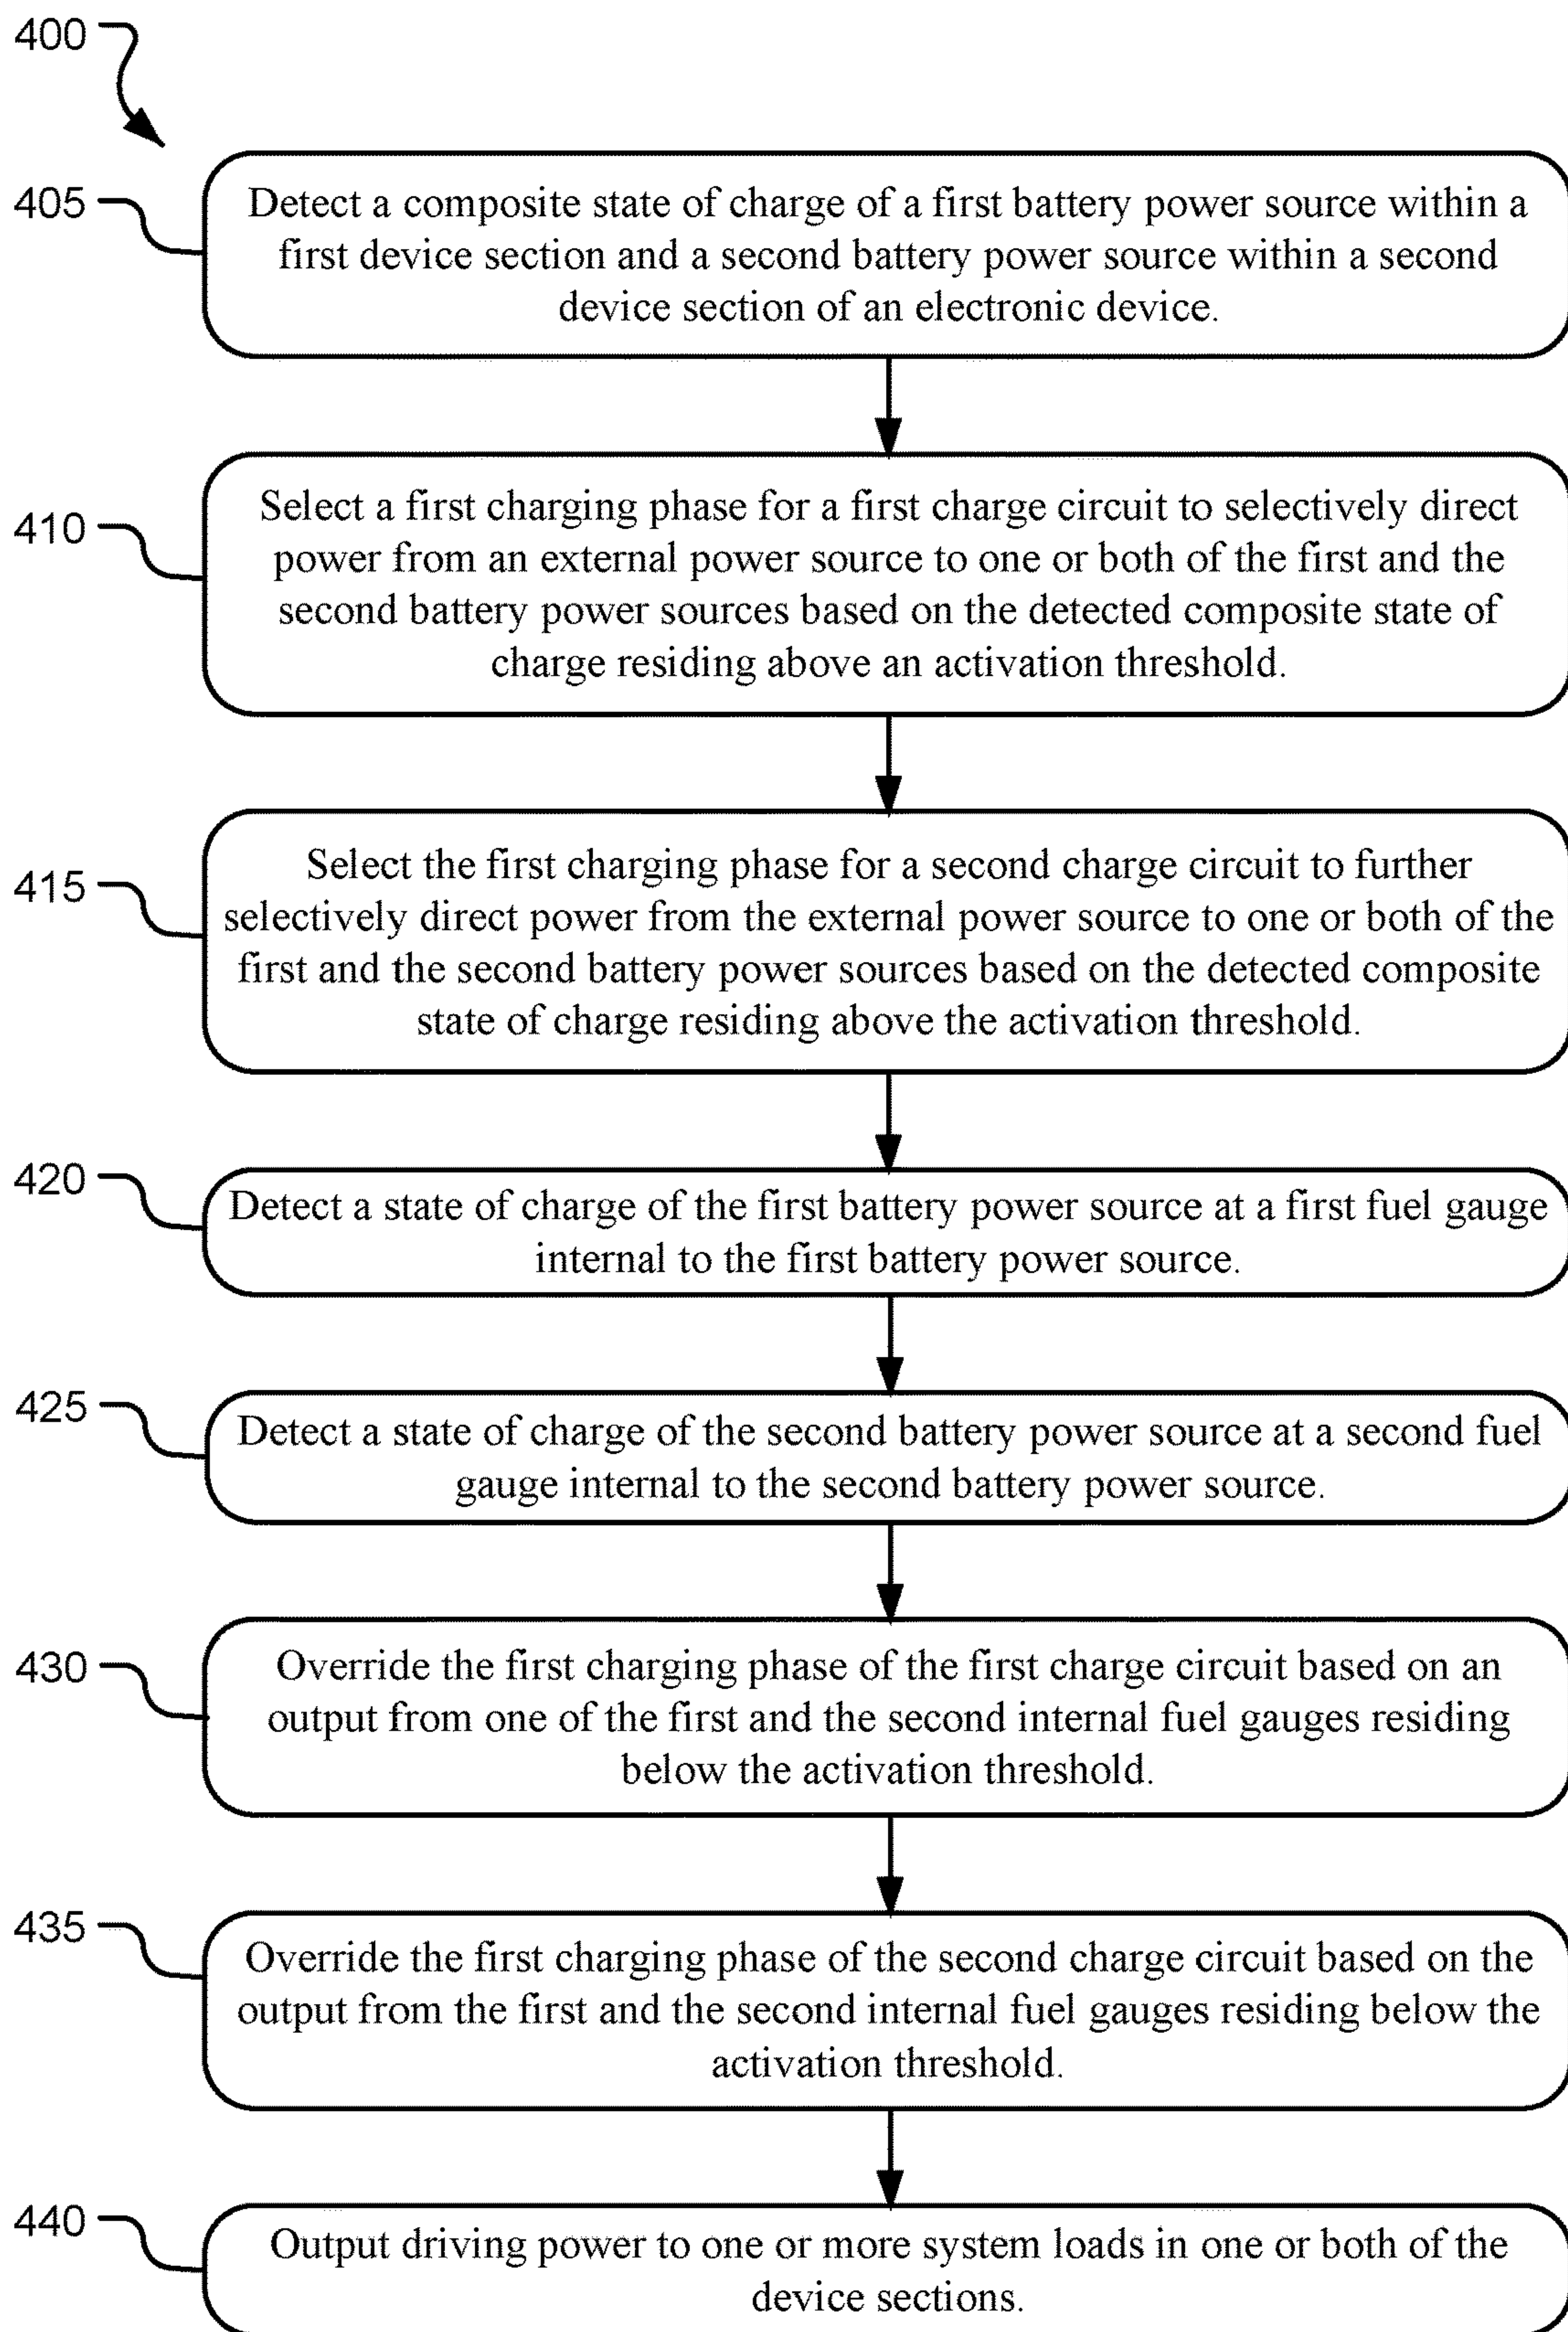 400
405
Detect a composite state of charge of a first battery power source within a
first device section and a second battery power source within a second
device section of an electronic device.
410
Select a first charging phase for a first charge circuit to selectively direct
power from an external power source to one or both of the first and the
second battery power sources based on the detected composite state of
charge residing above an activation threshold.
415
Select the first charging phase for a second charge circuit to further
selectively direct power from the external power source to one or both of the
first and the second battery power sources based on the detected composite
state of charge residing above the activation threshold.
420
Detect a state of charge of the first battery power source at a first fuel gauge
internal to the first battery power source.
425
Detect a state of charge of the second battery power source at a second fuel
gauge internal to the second battery power source.
430
Override the first charging phase of the first charge circuit based on an
output from one of the first and the second internal fuel gauges residing
below the activation threshold.
435
Override the first charging phase of the second charge circuit based on the
output from the first and the second internal fuel gauges residing below the
activation threshold.
440
Output driving power to one or more system loads in one or both of the
device sections.